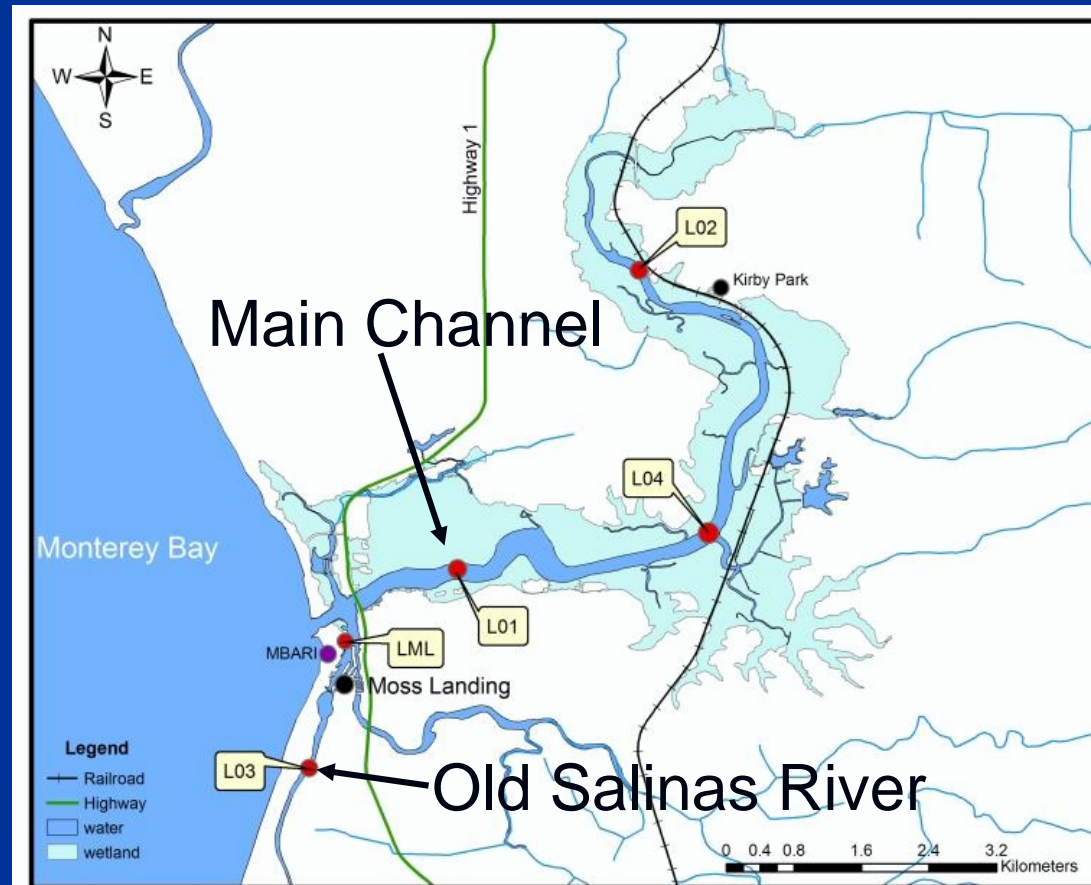 N
W E
S
Highway 1
L02
Kirby Park
Main Channel
L04
Monterey Bay
L01
LML
MBARI
Moss Landing
Legend
Railroad
Highway
water
wetland
L03
Old Salinas River
0 0.4 0.8 1.6 2.4 3.2
Kilometers